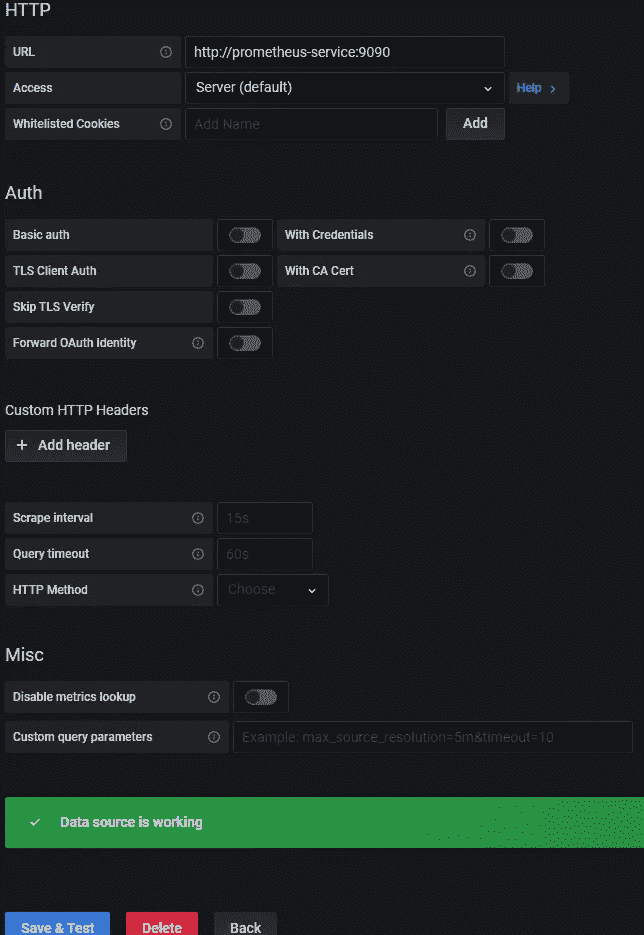 HTTP
URL http://prometheus-service:9090
Access Server (default) Help >
Whitelisted Cookies Add Name Add
Auth
Basic auth With Credentials
TLS Client Auth With CA Cert
Skip TLS Verify
Forward OAuth Identity
Custom HTTP Headers
+ Add header
Scrape interval 15s
Query timeout 60s
HTTP Method Choose
Misc
Disable metrics lookup
Custom query parameters Example: max_source_resolution=5m&timeout=10
Data source is working
Save & Test Delete Back